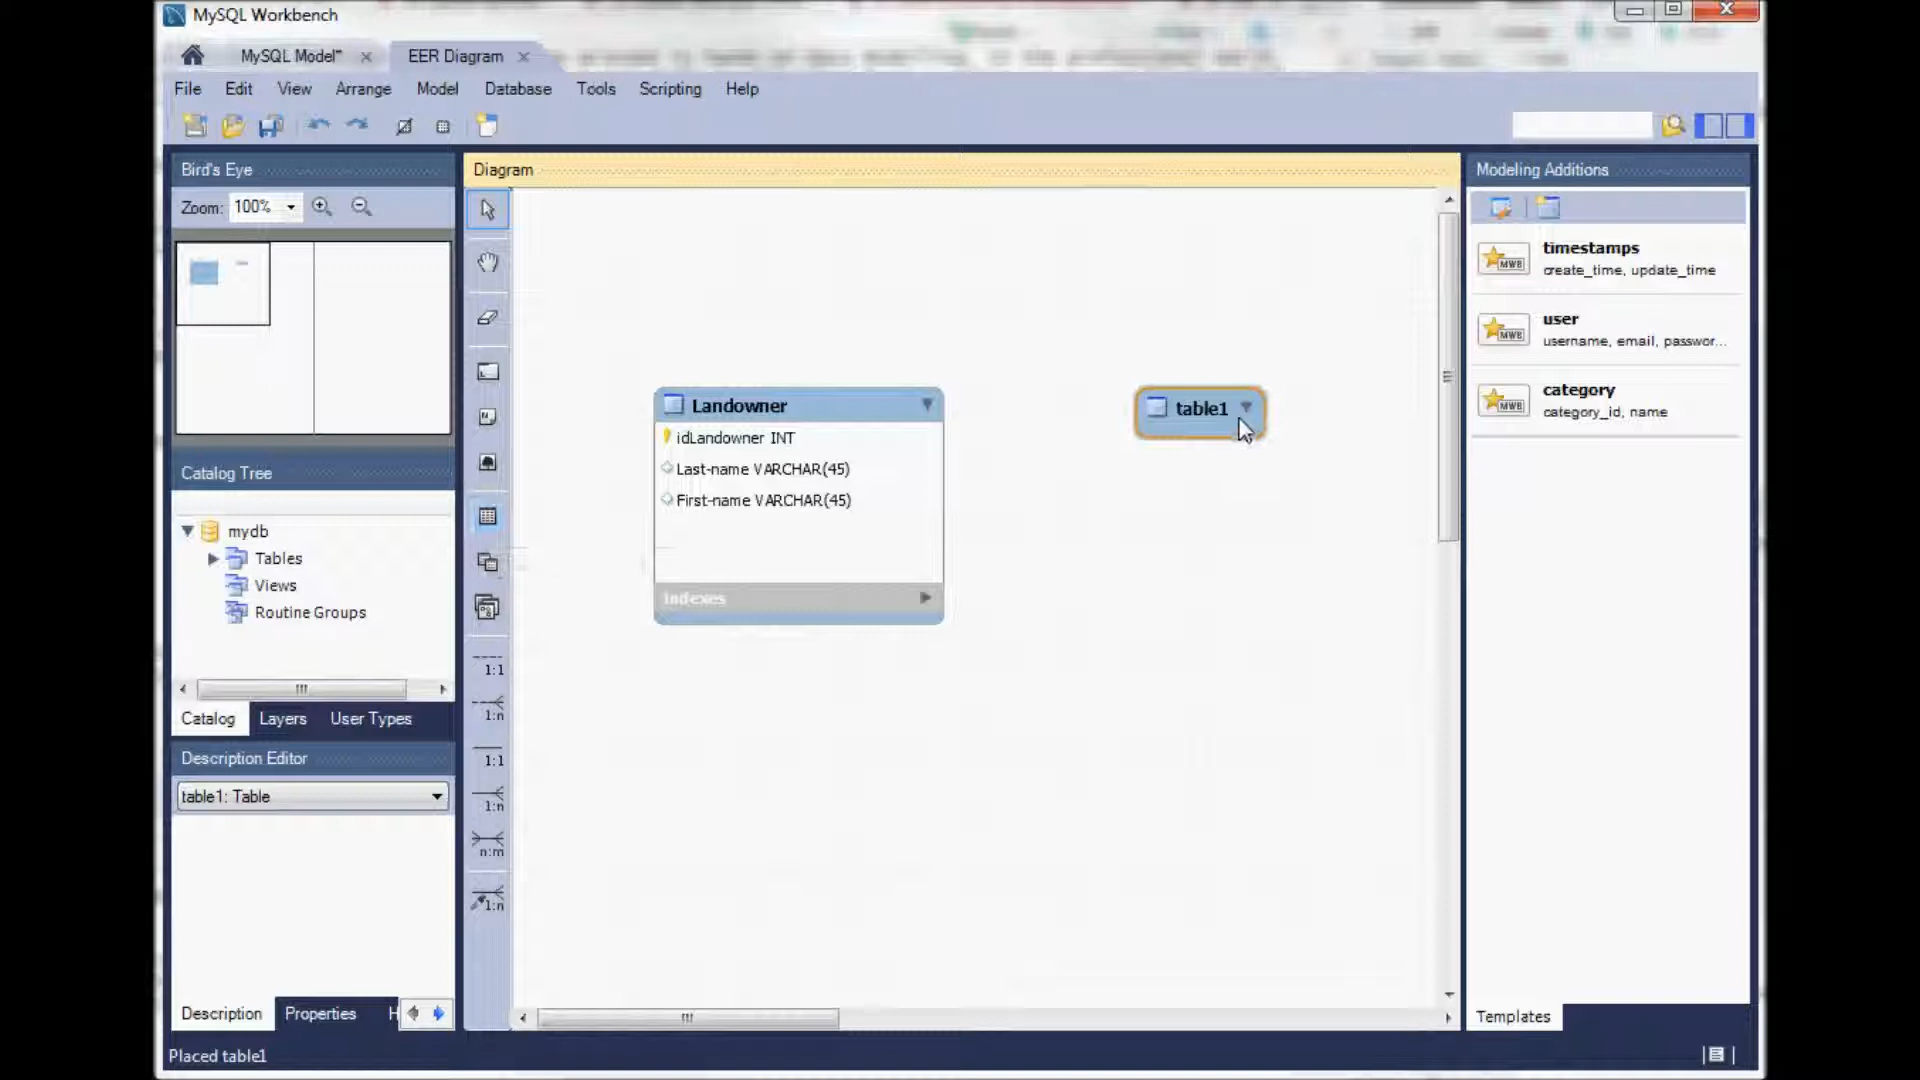 MySQL Workbench
MySQL Model* EER Diagram
File Edit View Arrange Model Database Tools Scripting Help
Bird's Eye
Zoom: 100%
Catalog Tree
mydb
Tables
Views
Routine Groups
Catalog Layers User Types
Description Editor
table1: Table
Description Properties H
Placed table1
Diagram
1:1
1:n
1:1
1:n
n:m
1:n
Landowner
idLandowner INT
Last-name VARCHAR(45)
First-name VARCHAR(45)
Indexes
table1
Modeling Additions
MWB
timestamps
create_time, update_time
MWB
user
username, email, passwor...
MWB
category
category_id, name
Templates